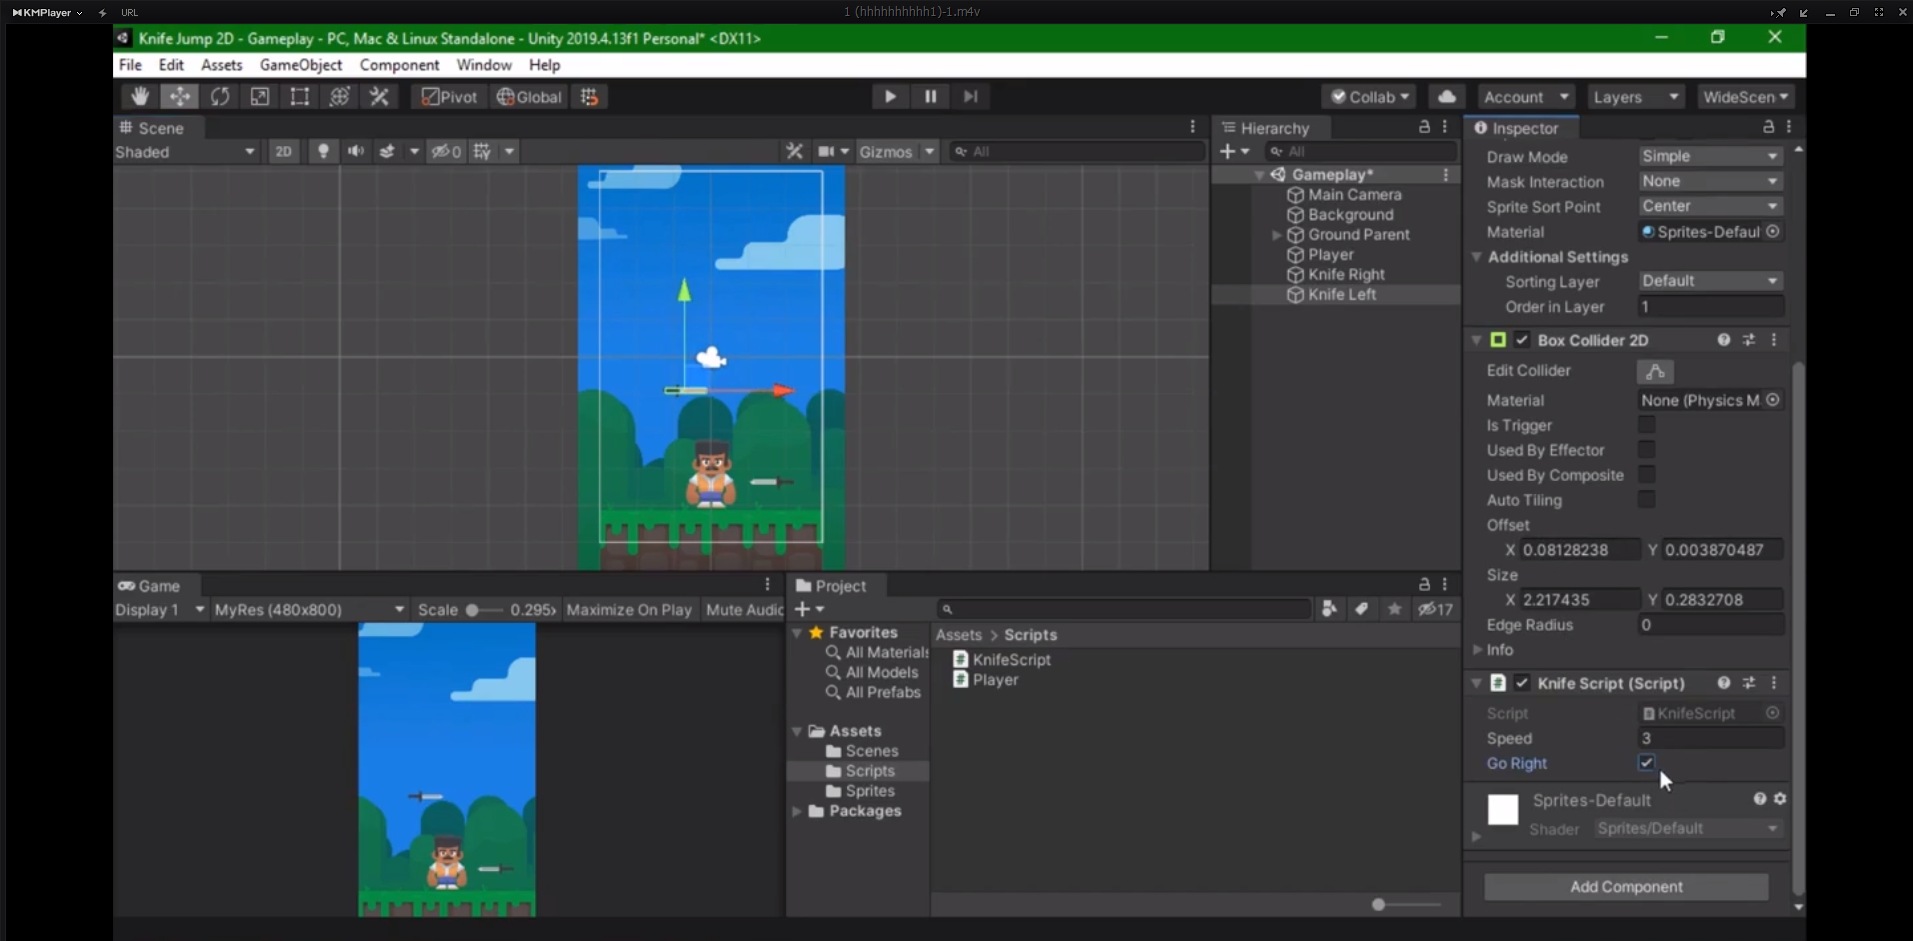 KMPlayer URL 1 (hhhhhhhhhh1)-1.m4v
Knife Jump 2D - Gameplay - PC, Mac & Linux Standalone - Unity 2019.4.13f1 Personal* <DX11>
File Edit Assets GameObject Component Window Help
Pivot Global Collab Account Layers WideScen
Scene
Shaded 2D 0 Gizmos All
Hierarchy
All
Gameplay*
Main Camera
Background
Ground Parent
Player
Knife Right
Knife Left
Inspector
Draw Mode Simple
Mask Interaction None
Sprite Sort Point Center
Material Sprites-Defaul
Additional Settings
Sorting Layer Default
Order in Layer 1
Box Collider 2D
Edit Collider
Material None (Physics M
Is Trigger
Used By Effector
Used By Composite
Auto Tiling
Offset
X 0.08128238 Y 0.003870487
Size
X 2.217435 Y 0.2832708
Edge Radius 0
Info
Knife Script (Script)
Script KnifeScript
Speed 3
Go Right
Sprites-Default
Shader Sprites/Default
Add Component
Game
Display 1 MyRes (480x800) Scale 0.295x Maximize On Play Mute Audic
Project
17
Favorites
All Materials
All Models
All Prefabs
Assets
Scenes
Scripts
Sprites
Packages
Assets > Scripts
KnifeScript
Player